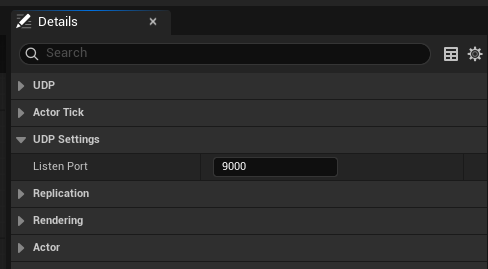 Details
Search
UDP
Actor Tick
UDP Settings
Listen Port 9000
Replication
Rendering
Actor